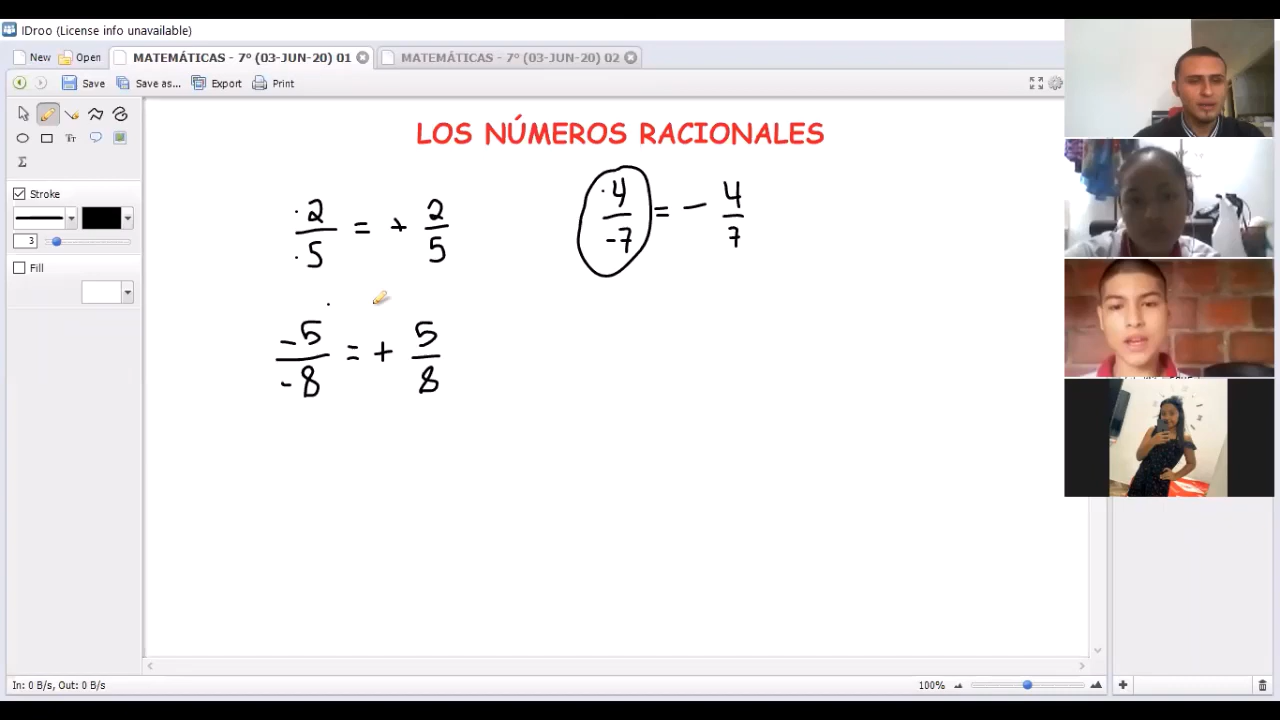 IDroo (License info unavailable)
New Open MATEMÁTICAS - 7º (03-JUN-20) 01 MATEMÁTICAS - 7º (03-JUN-20) 02
Save Save as... Export Print
LOS NÚMEROS RACIONALES
Stroke
3
Fill
Tт
Σ
2/5 = + 2/5
4/-7 = - 4/7
-5/-8 = + 5/8
In: 0 B/s, Out: 0 B/s
100%